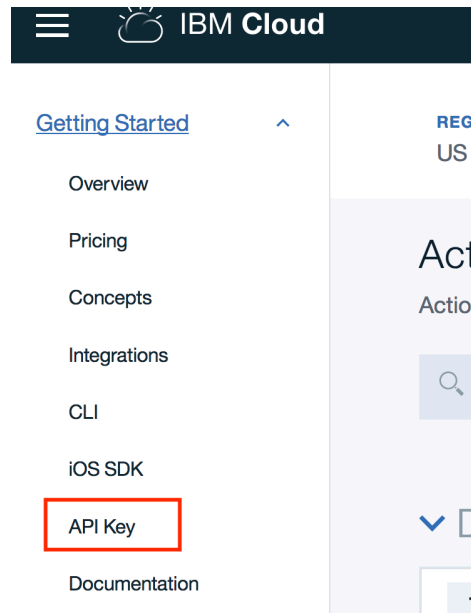 IBM Cloud
Getting Started
Overview
Pricing
Concepts
Integrations
CLI
iOS SDK
API Key
Documentation
REG
US
Act
Actio